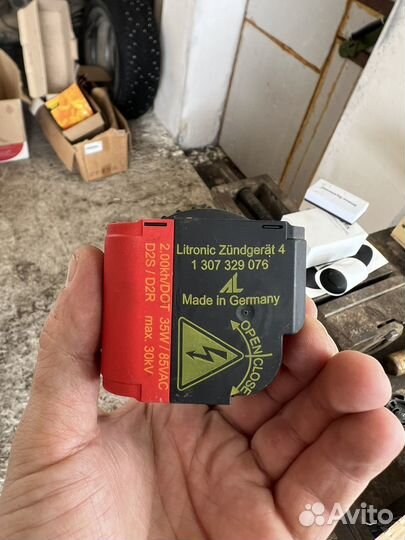 Litronic Zündgerät 4
1 307 329 076
AL
Made in Germany
OPEN
CLOSE
2.00kh/DOT 35W / 85VAC
D2S / D2R max. 30kV
Avito